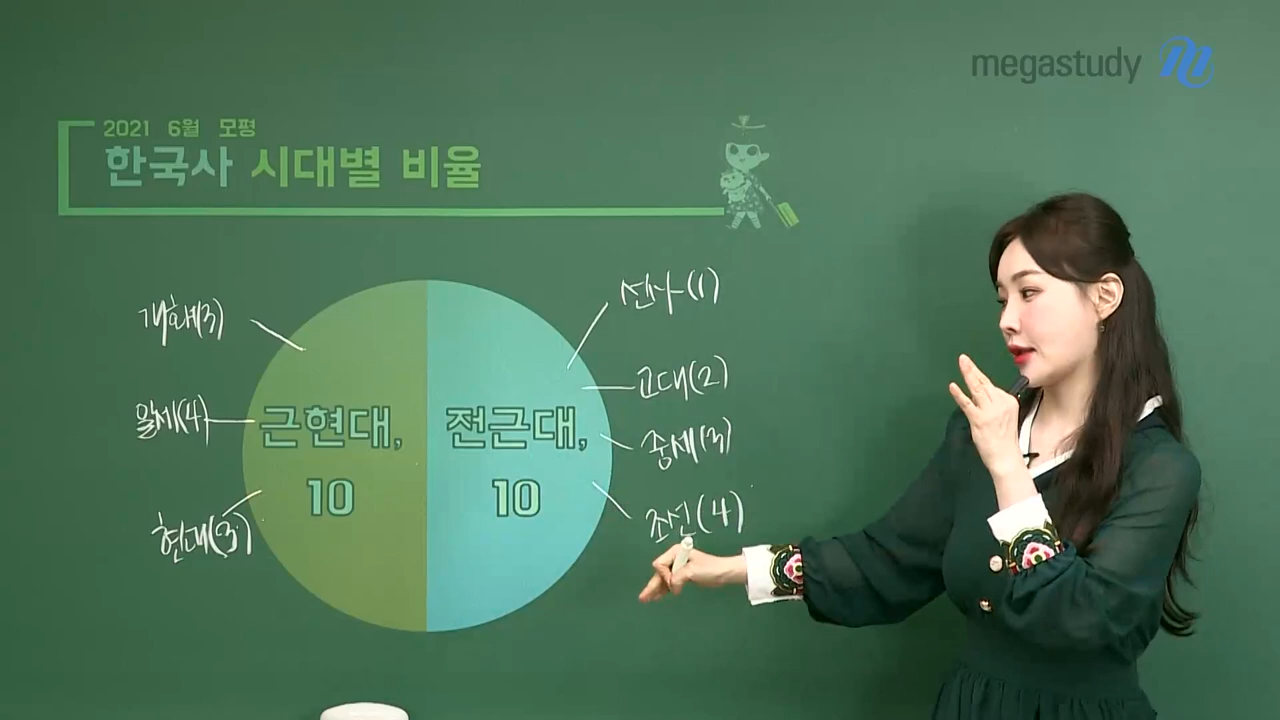 megastudy
2021 6월 모평
한국사 시대별 비율
개화(3)
일제(4)
현대(3)
근현대,
10
전근대,
10
선사(1)
고대(2)
중세(3)
조선(4)